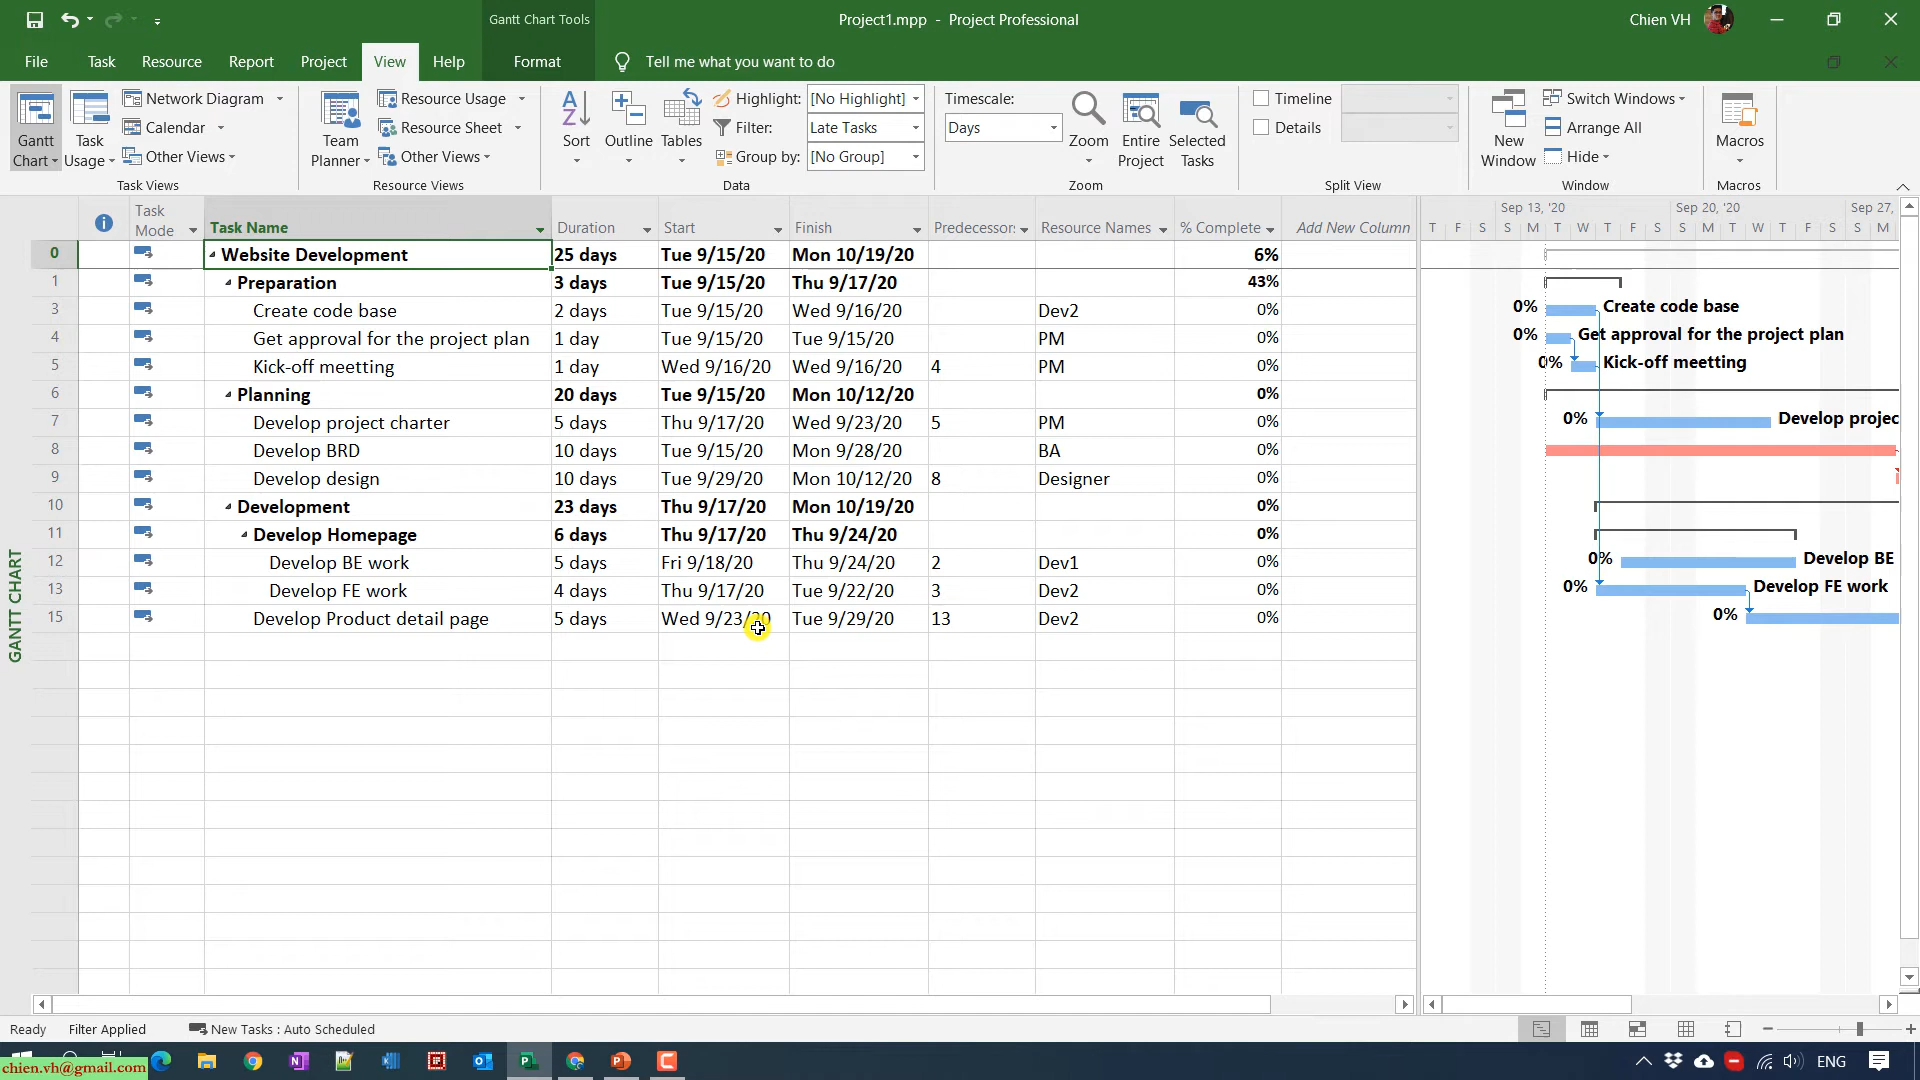 Gantt Chart Tools
Project1.mpp - Project Professional
Chien VH
File Task Resource Report Project View Help Format Tell me what you want to do
Gantt Chart
Task Usage
Network Diagram
Calendar
Other Views
Task Views
Team Planner
Resource Usage
Resource Sheet
Other Views
Resource Views
Sort
Outline
Tables
Highlight: [No Highlight]
Filter: Late Tasks
Group by: [No Group]
Data
Timescale:
Days
Zoom
Entire Project
Selected Tasks
Zoom
Timeline
Details
Split View
New Window
Switch Windows
Arrange All
Hide
Window
Macros
Macros
Task Mode Task Name Duration Start Finish Predecessors Resource Names % Complete Add New Column
0 Website Development 25 days Tue 9/15/20 Mon 10/19/20 6%
1 Preparation 3 days Tue 9/15/20 Thu 9/17/20 43%
3 Create code base 2 days Tue 9/15/20 Wed 9/16/20 Dev2 0%
4 Get approval for the project plan 1 day Tue 9/15/20 Tue 9/15/20 PM 0%
5 Kick-off meetting 1 day Wed 9/16/20 Wed 9/16/20 4 PM 0%
6 Planning 20 days Tue 9/15/20 Mon 10/12/20 0%
7 Develop project charter 5 days Thu 9/17/20 Wed 9/23/20 5 PM 0%
8 Develop BRD 10 days Tue 9/15/20 Mon 9/28/20 BA 0%
9 Develop design 10 days Tue 9/29/20 Mon 10/12/20 8 Designer 0%
10 Development 23 days Thu 9/17/20 Mon 10/19/20 0%
11 Develop Homepage 6 days Thu 9/17/20 Thu 9/24/20 0%
12 Develop BE work 5 days Fri 9/18/20 Thu 9/24/20 2 Dev1 0%
13 Develop FE work 4 days Thu 9/17/20 Tue 9/22/20 3 Dev2 0%
15 Develop Product detail page 5 days Wed 9/23/20 Tue 9/29/20 13 Dev2 0%
GANTT CHART
Sep 13, '20 Sep 20, '20 Sep 27,
T F S S M T W T F S S M T W T F S S M
0% Create code base
0% Get approval for the project plan
0% Kick-off meetting
0% Develop projec
0% Develop BE
0% Develop FE work
0%
Ready Filter Applied New Tasks : Auto Scheduled
chien.vh@gmail.com
ENG